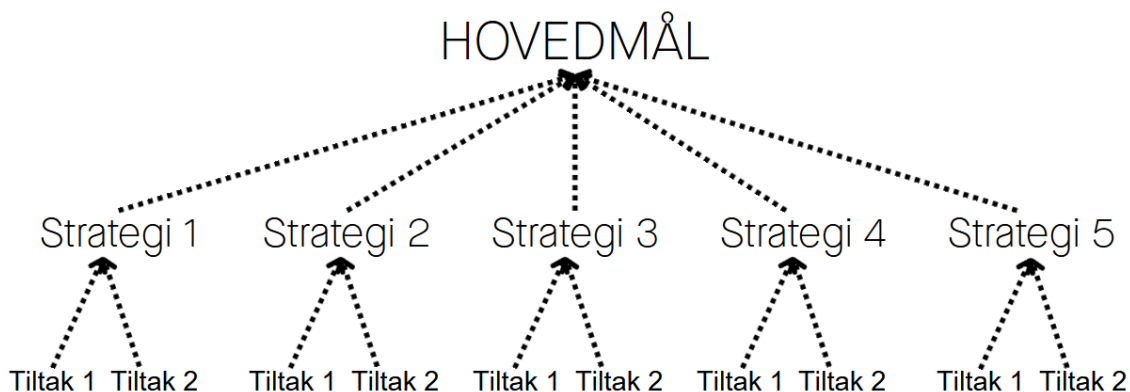 HOVEDMÅL
Strategi 1 Strategi 2 Strategi 3 Strategi 4 Strategi 5
Tiltak 1 Tiltak 2 Tiltak 1 Tiltak 2 Tiltak 1 Tiltak 2 Tiltak 1 Tiltak 2 Tiltak 1 Tiltak 2